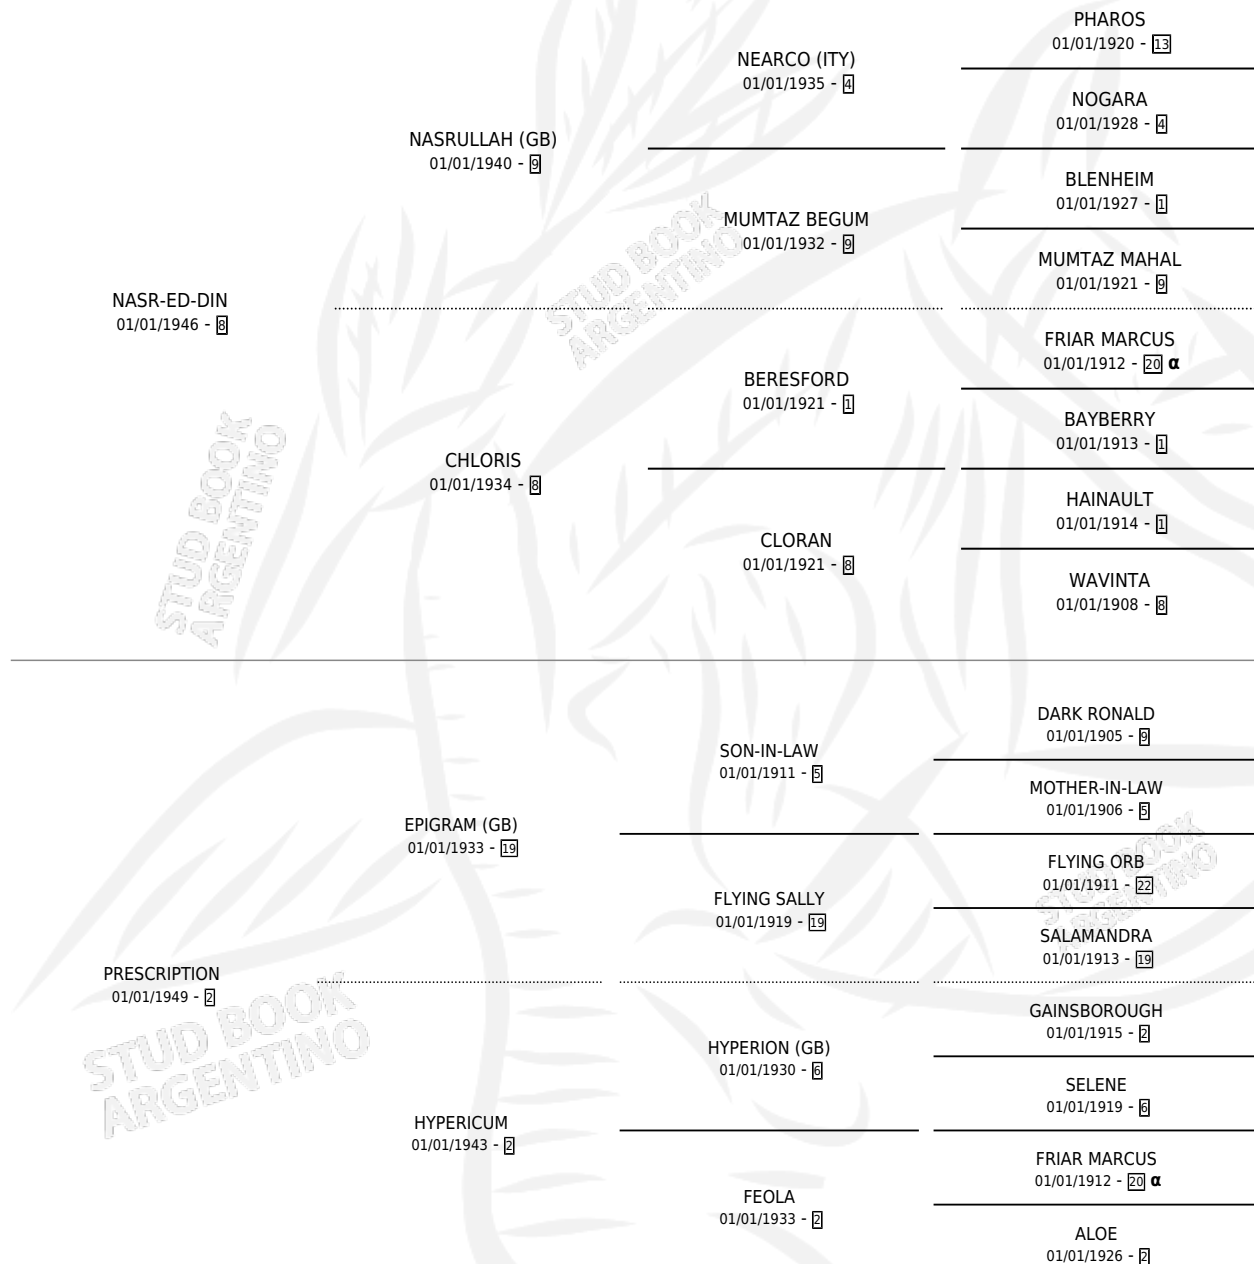 PHAROS
01/01/1920 - 13
NEARCO (ITY)
01/01/1935 - 4
NOGARA
01/01/1928 - 4
NASRULLAH (GB)
01/01/1940 - 9
BLENHEIM
01/01/1927 - 1
MUMTAZ BEGUM
01/01/1932 - 9
MUMTAZ MAHAL
01/01/1921 - 9
NASR-ED-DIN
01/01/1946 - 8
FRIAR MARCUS
01/01/1912 - 20 α
BERESFORD
01/01/1921 - 1
BAYBERRY
01/01/1913 - 1
CHLORIS
01/01/1934 - 8
HAINAULT
01/01/1914 - 1
CLORAN
01/01/1921 - 8
WAVINTA
01/01/1908 - 8
DARK RONALD
01/01/1905 - 9
SON-IN-LAW
01/01/1911 - 5
MOTHER-IN-LAW
01/01/1906 - 5
EPIGRAM (GB)
01/01/1933 - 19
FLYING ORB
01/01/1911 - 22
FLYING SALLY
01/01/1919 - 19
SALAMANDRA
01/01/1913 - 19
PRESCRIPTION
01/01/1949 - 2
GAINSBOROUGH
01/01/1915 - 2
HYPERION (GB)
01/01/1930 - 6
SELENE
01/01/1919 - 6
HYPERICUM
01/01/1943 - 2
FRIAR MARCUS
01/01/1912 - 20 α
FEOLA
01/01/1933 - 2
ALOE
01/01/1926 - 2
STUD BOOK
ARGENTINO
STUD BOOK
ARGENTINO
STUD BOOK
ARGENTINO
STUD BOOK
ARGENTINO